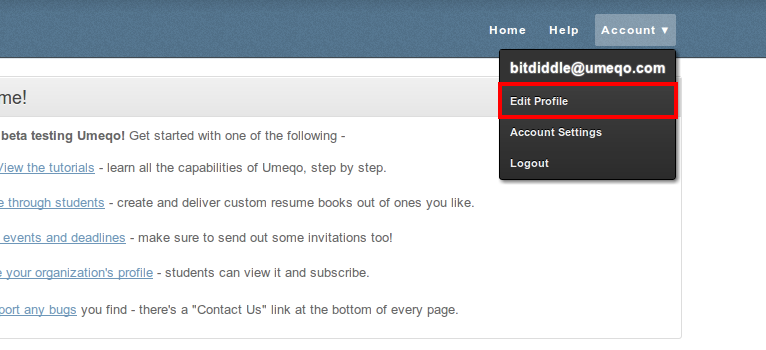 Home Help Account ▾
bitdiddle@umeqo.com
Edit Profile
Account Settings
Logout
me!
beta testing Umeqo! Get started with one of the following -
View the tutorials - learn all the capabilities of Umeqo, step by step.
e through students - create and deliver custom resume books out of ones you like.
events and deadlines - make sure to send out some invitations too!
e your organization's profile - students can view it and subscribe.
port any bugs you find - there's a "Contact Us" link at the bottom of every page.